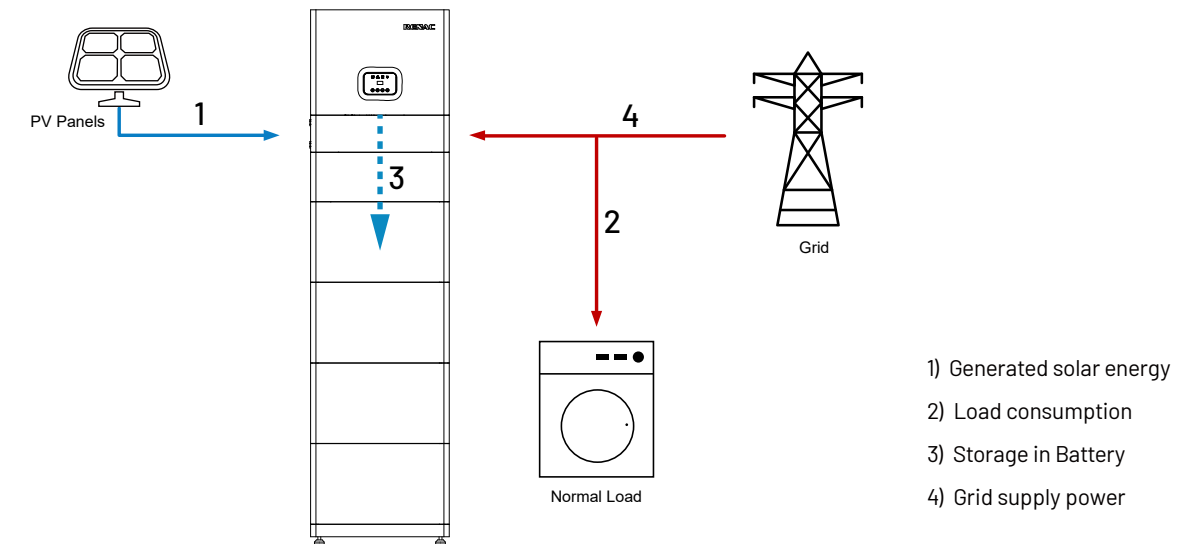 RENAC
PV Panels
1
4
3
2
Grid
Normal Load
1) Generated solar energy
2) Load consumption
3) Storage in Battery
4) Grid supply power